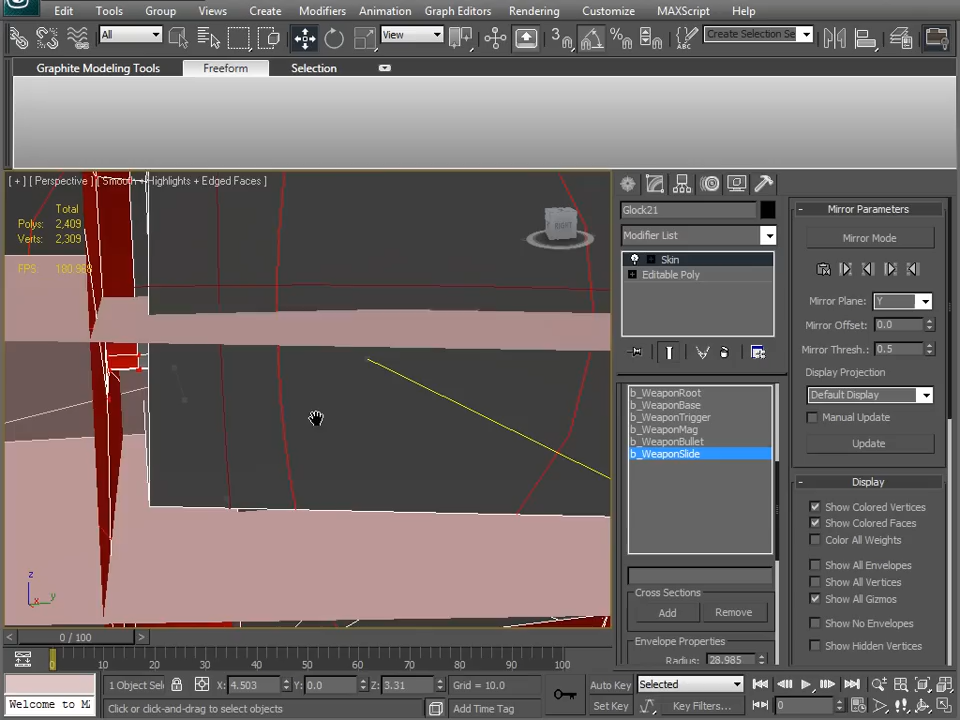 Edit Tools Group Views Create Modifiers Animation Graph Editors Rendering Customize MAXScript Help
All View Create Selection Se
3 %
Graphite Modeling Tools Freeform Selection
[ + ] [ Perspective ] [ Smooth + Highlights + Edged Faces ]
Total
Polys: 2,409
Verts: 2,309
FPS
RIGHT
z
x y
Glock21
Modifier List
Skin
Editable Poly
b_WeaponRoot
b_WeaponBase
b_WeaponTrigger
b_WeaponMag
b_WeaponBullet
b_WeaponSlide
Cross Sections
Add Remove
Envelope Properties
Radius: 28.985
- Mirror Parameters
Mirror Mode
Mirror Plane: Y
Mirror Offset: 0.0
Mirror Thresh.: 0.5
Display Projection
Default Display
Manual Update
Update
- Display
Show Colored Vertices
Show Colored Faces
Color All Weights
Show All Envelopes
Show All Vertices
Show All Gizmos
Show No Envelopes
Show Hidden Vertices
< 0 / 100 >
0 10 20 30 40 50 60 70 80 90 100
1 Object Sel X: 4.503 Y: 0.0 Z: 3.31 Grid = 10.0 Auto Key Selected
Welcome to M Click or click-and-drag to select objects Add Time Tag Set Key Key Filters... 0